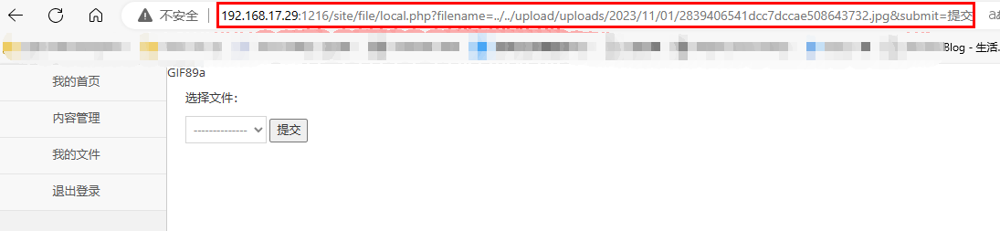 不安全 192.168.17.29:1216/site/file/local.php?filename=../../upload/uploads/2023/11/01/2839406541dcc7dccae508643732.jpg&submit=提交
Blog - 生活.
我的首页
GIF89a
选择文件:
内容管理
-------------- 提交
我的文件
退出登录